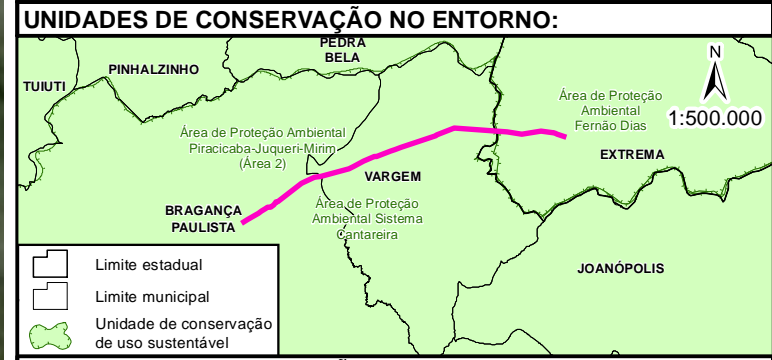 UNIDADES DE CONSERVAÇÃO NO ENTORNO:
PEDRA
BELA
PINHALZINHO
TUIUTI
N
1:500.000
Área de Proteção
Ambiental
Fernão Dias
EXTREMA
Área de Proteção Ambiental
Piracicaba-Juqueri-Mirim
(Área 2)
VARGEM
BRAGANÇA
PAULISTA
Área de Proteção
Ambiental Sistema
Cantareira
JOANÓPOLIS
Limite estadual
Limite municipal
Unidade de conservação
de uso sustentável